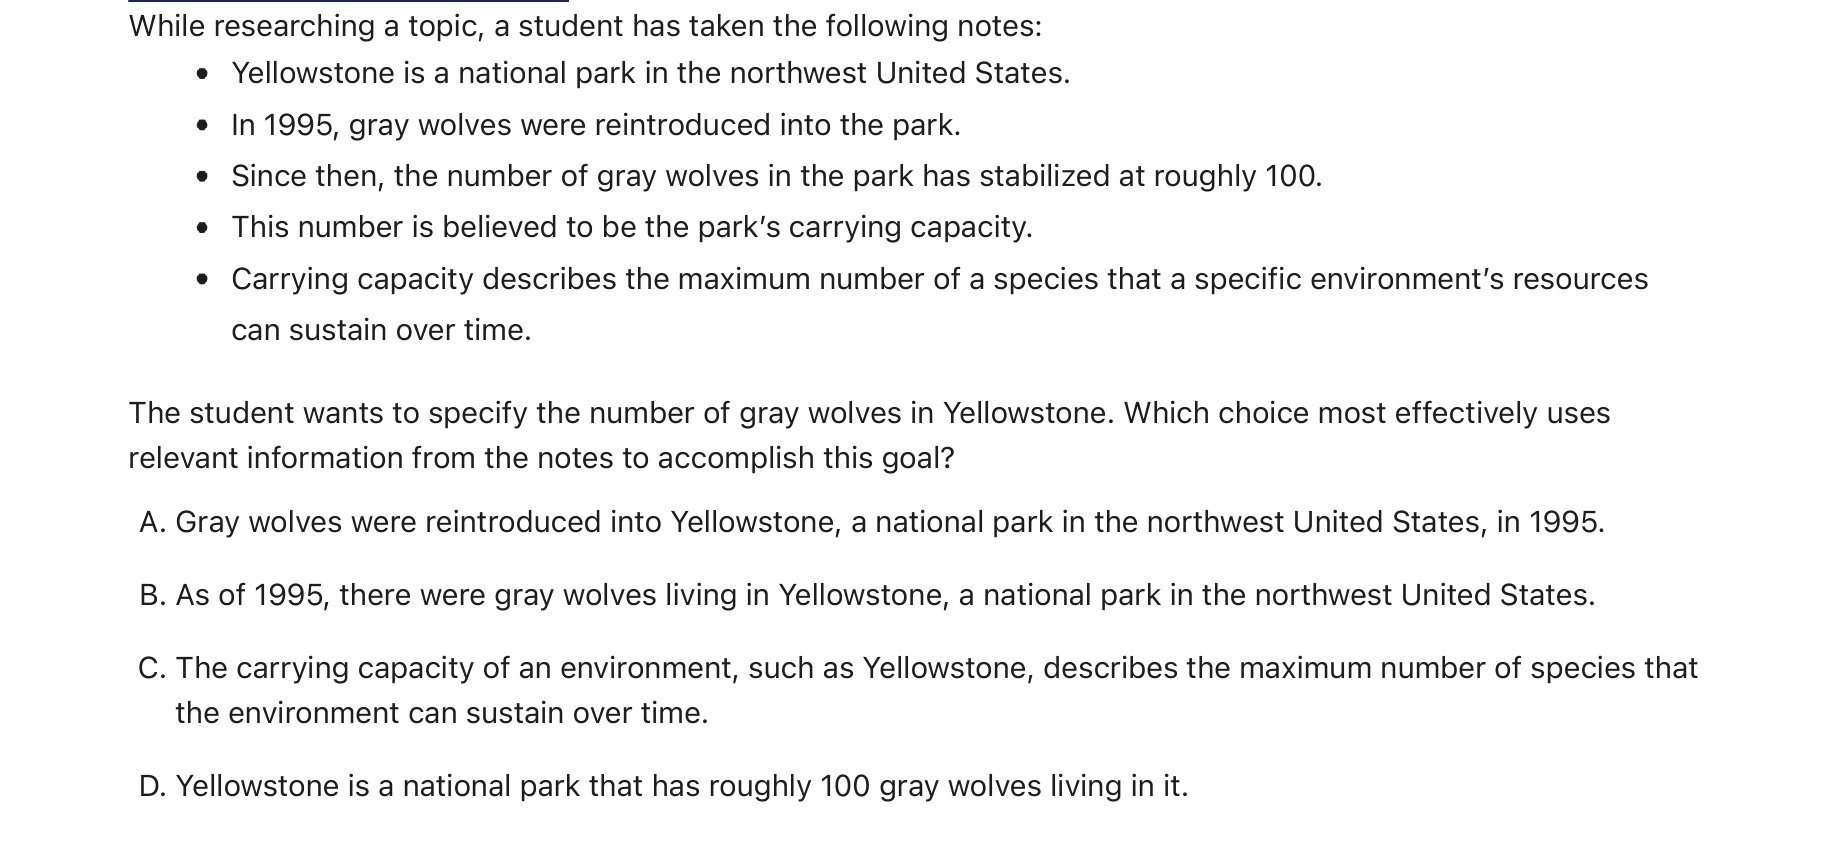 While researching a topic, a student has taken the following notes:
• Yellowstone is a national park in the northwest United States.
• In 1995, gray wolves were reintroduced into the park.
• Since then, the number of gray wolves in the park has stabilized at roughly 100.
• This number is believed to be the park’s carrying capacity.
• Carrying capacity describes the maximum number of a species that a specific environment’s resources
can sustain over time.
The student wants to specify the number of gray wolves in Yellowstone. Which choice most effectively uses
relevant information from the notes to accomplish this goal?
A. Gray wolves were reintroduced into Yellowstone, a national park in the northwest United States, in 1995.
B. As of 1995, there were gray wolves living in Yellowstone, a national park in the northwest United States.
C. The carrying capacity of an environment, such as Yellowstone, describes the maximum number of species that
the environment can sustain over time.
D. Yellowstone is a national park that has roughly 100 gray wolves living in it.